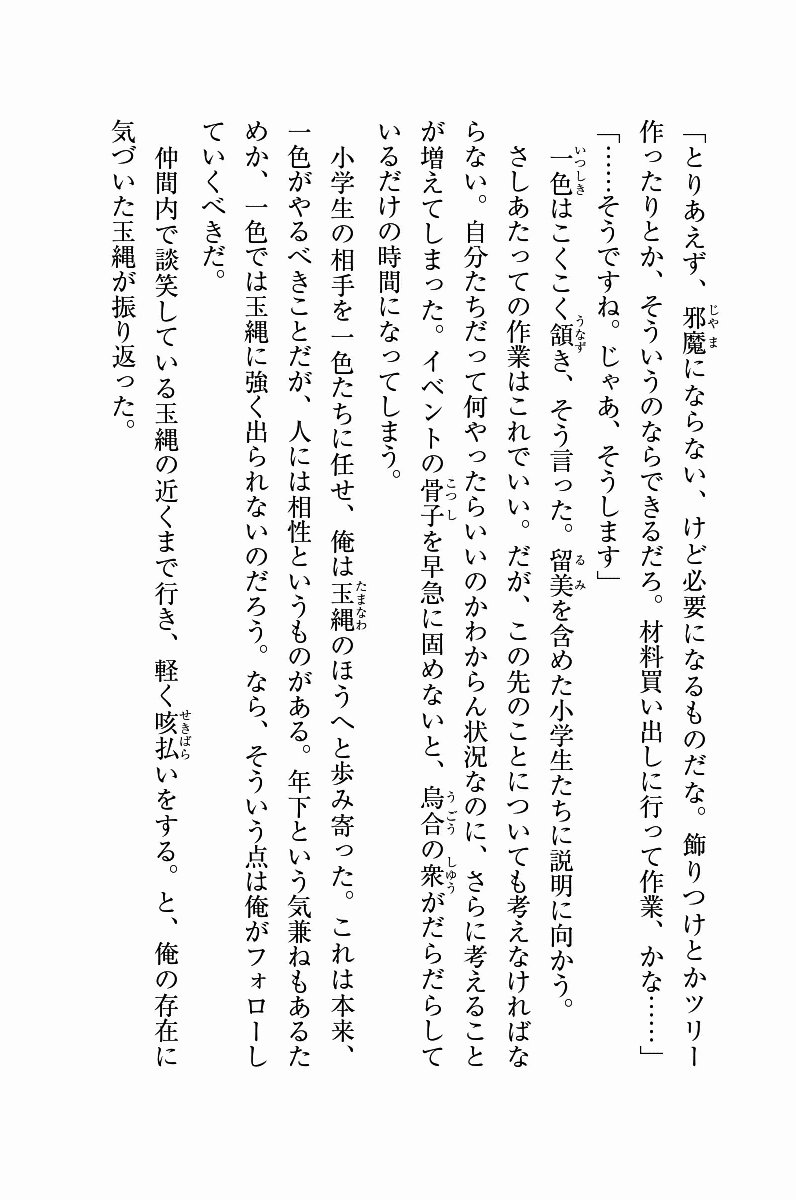 「とりあえず、邪魔にならない、けど必要になるものだな。飾りつけとかツリー
作ったりとか、そういうのならできるだろ。材料買い出しに行って作業、かな……」
「……そうですね。じゃあ、そうします」
一色はこくこく頷き、そう言った。留美を含めた小学生たちに説明に向かう。
さしあたっての作業はこれでいい。だが、この先のことについても考えなければな
らない。自分たちだって何やったらいいのかわからん状況なのに、さらに考えること
が増えてしまった。イベントの骨子を早急に固めないと、烏合の衆がだらだらして
いるだけの時間になってしまう。
小学生の相手を一色たちに任せ、俺は玉縄のほうへと歩み寄った。これは本来、
一色がやるべきことだが、人には相性というものがある。年下という気兼ねもあるた
めか、一色では玉縄に強く出られないのだろう。なら、そういう点は俺がフォローし
ていくべきだ。
仲間内で談笑している玉縄の近くまで行き、軽く咳払いをする。と、俺の存在に
気づいた玉縄が振り返った。